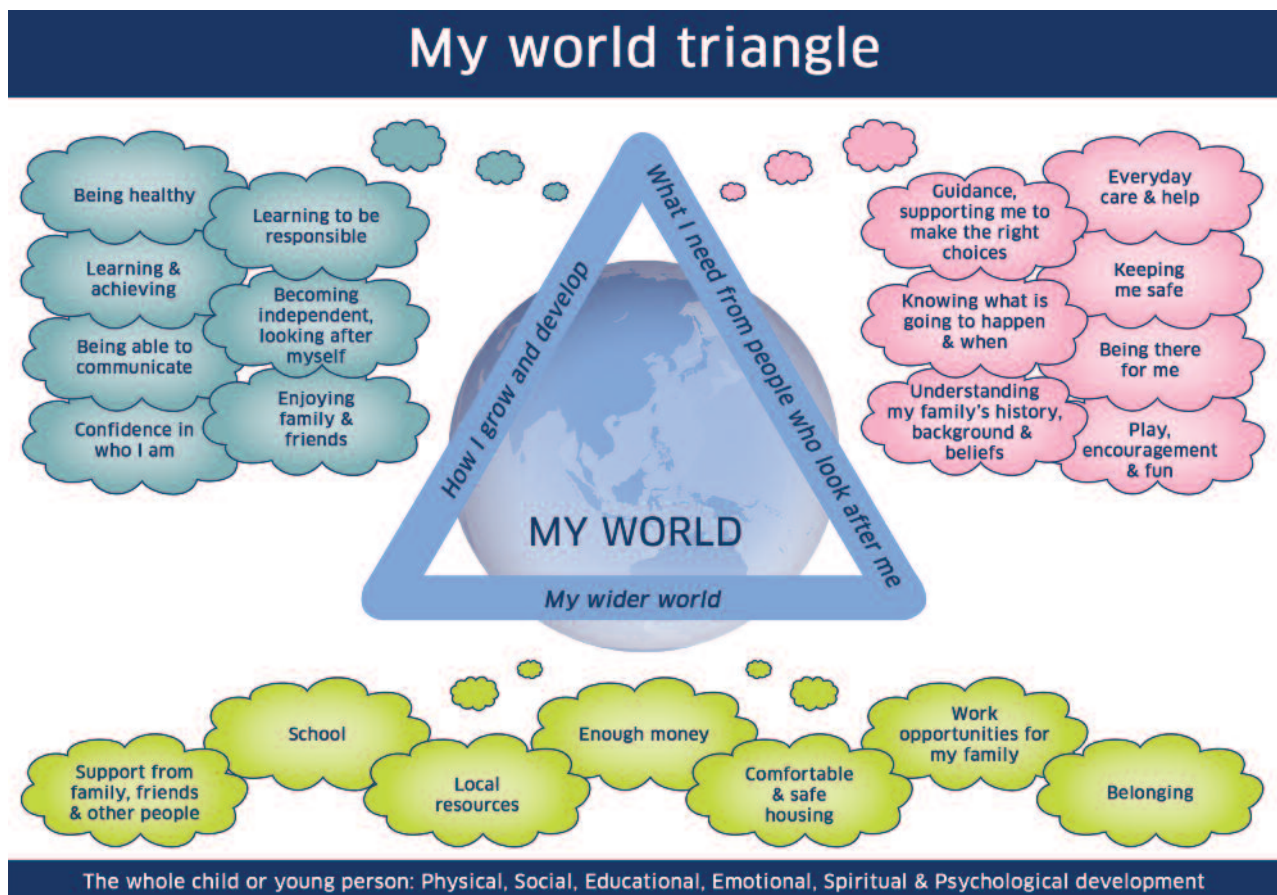 My world triangle
Being healthy
Learning to be
responsible
Learning &
achieving
Becoming
independent,
looking after
myself
Being able to
communicate
Enjoying
family &
friends
Confidence in
who I am
How I grow and develop
What I need from people who look after me
MY WORLD
My wider world
Everyday
care & help
Guidance,
supporting me to
make the right
choices
Keeping
me safe
Knowing what is
going to happen
& when
Being there
for me
Understanding
my family's history,
background &
beliefs
Play,
encouragement
& fun
Support from
family, friends
& other people
School
Local
resources
Enough money
Comfortable
& safe
housing
Work
opportunities for
my family
Belonging
The whole child or young person: Physical, Social, Educational, Emotional, Spiritual & Psychological development